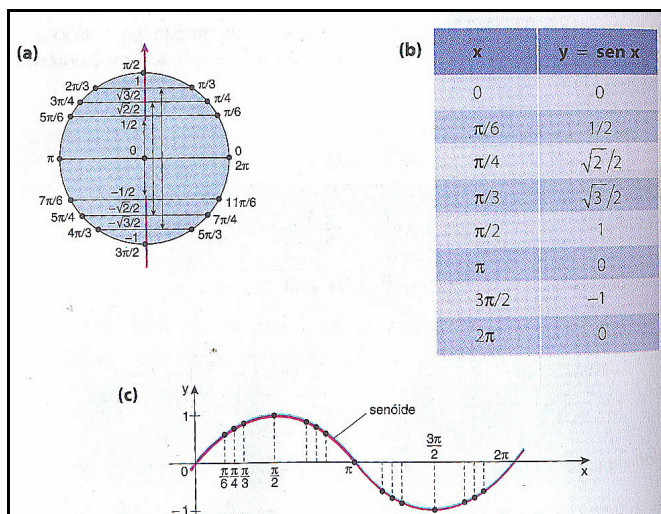 (a)
π/2
2π/3 1 π/3
3π/4 √3/2 π/4
√2/2
5π/6 1/2 π/6
π 0 0
2π
7π/6 −1/2 11π/6
5π/4 −√2/2 7π/4
4π/3 −√3/2 5π/3
−1
3π/2
(b)
x y = sen x
0 0
π/6 1/2
π/4 √2/2
π/3 √3/2
π/2 1
π 0
3π/2 −1
2π 0
(c)
y
1
senóide
0 π/6 π/4 π/3 π/2 π 3π/2 2π x
−1